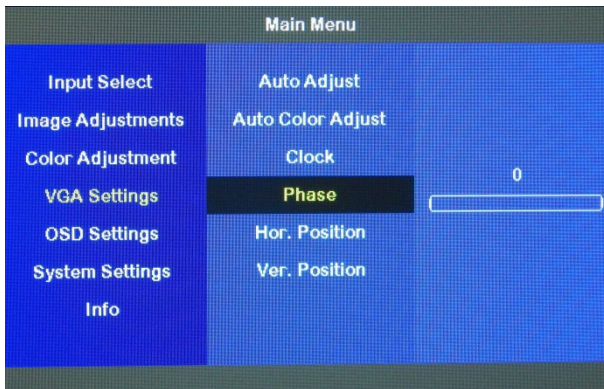 Main Menu
Input Select
Image Adjustments
Color Adjustment
VGA Settings
OSD Settings
System Settings
Info
Auto Adjust
Auto Color Adjust
Clock
Phase
Hor. Position
Ver. Position
0